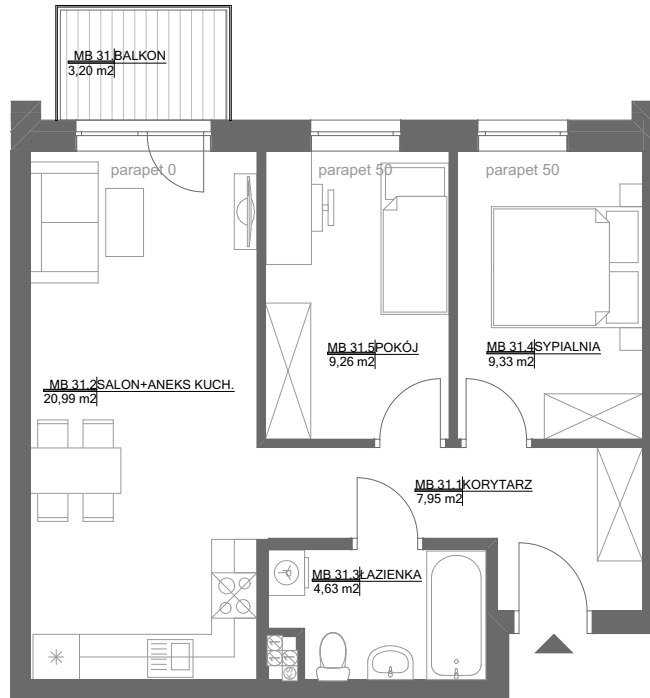 MB 31.BALKON
3,20 m2
parapet 0
parapet 50
parapet 50
MB 31.5POKÓJ
9,26 m2
MB 31.4SYPIALNIA
9,33 m2
MB 31.2SALON+ANEKS KUCH.
20,99 m2
MB 31.1KORYTARZ
7,95 m2
MB 31.3ŁAZIENKA
4,63 m2